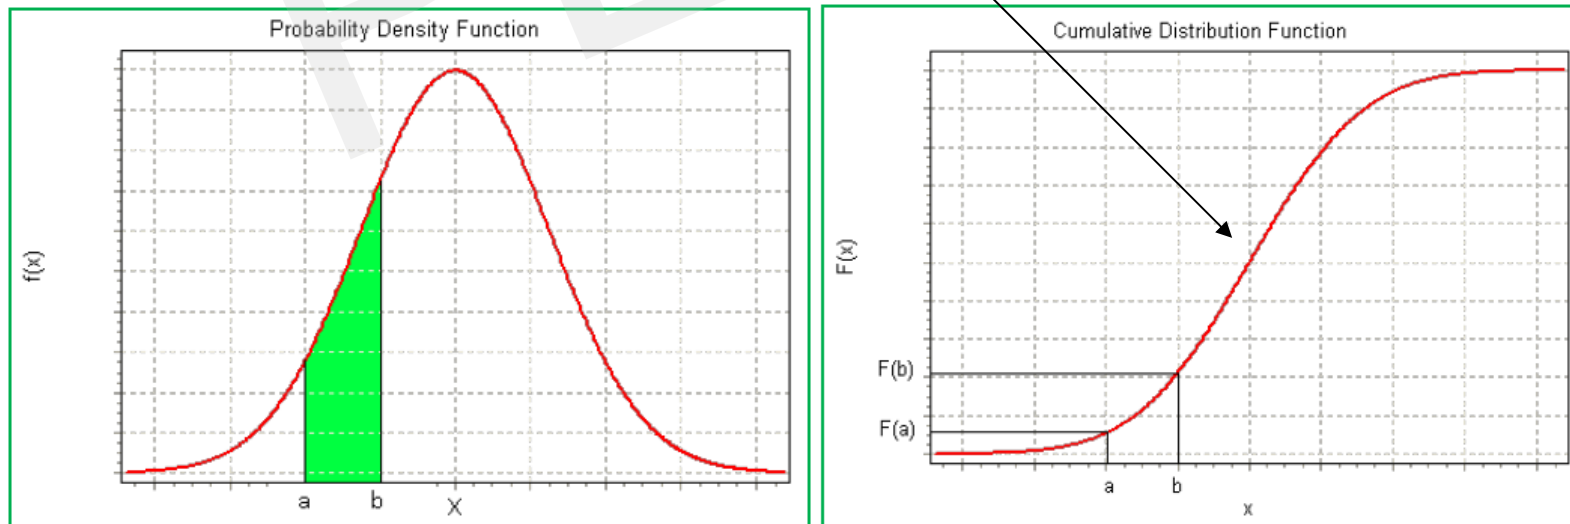 Probability Density Function
f(x)
a
b
X
Cumulative Distribution Function
F(x)
F(b)
F(a)
a
b
x